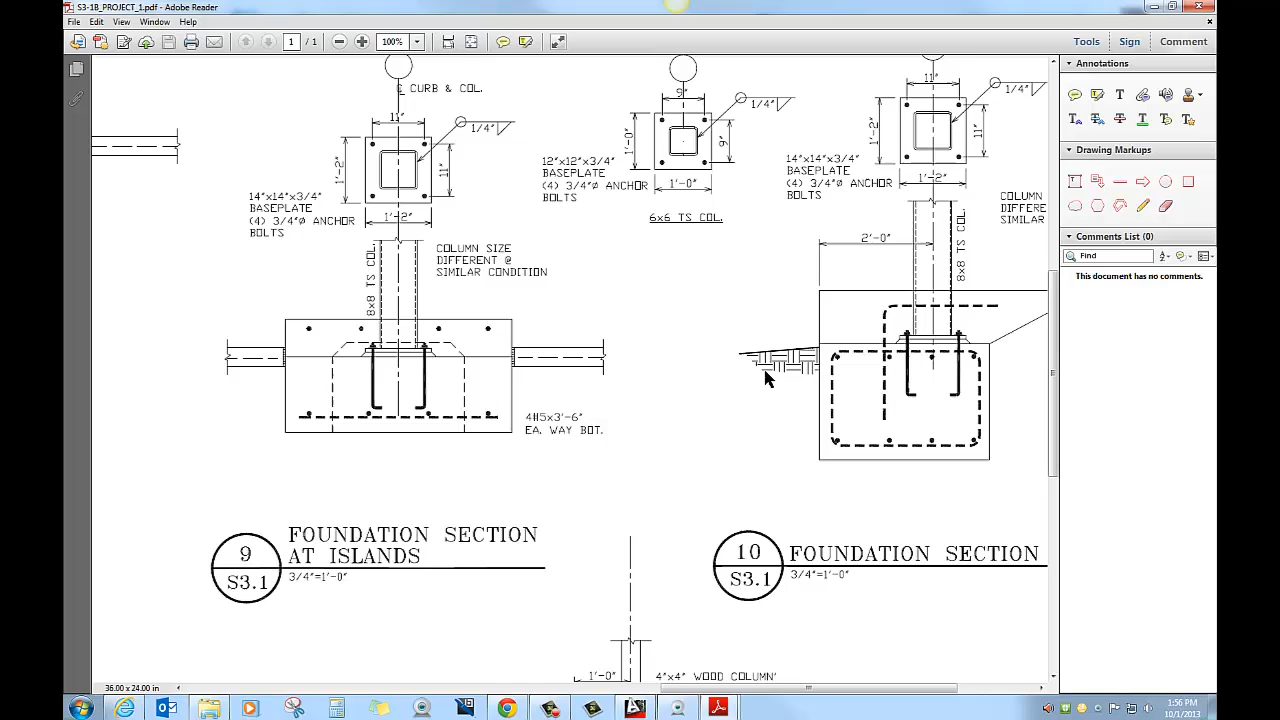 S3-1B_PROJECT_1.pdf - Adobe Reader
File Edit View Window Help
1 / 1
100%
Tools Sign Comment
Annotations
Drawing Markups
Comments List (0)
Find
This document has no comments.
℄ CURB & COL.
11"
1/4"
1'-2"
11"
14"x14"x3/4"
BASEPLATE
(4) 3/4"Ø ANCHOR
BOLTS
1'-2"
8x8 TS COL.
COLUMN SIZE
DIFFERENT @
SIMILAR CONDITION
4#5x3'-6"
EA. WAY BOT.
9"
1/4"
1'-0"
9"
12"x12"x3/4"
BASEPLATE
(4) 3/4"Ø ANCHOR
BOLTS
1'-0"
6x6 TS COL.
11"
1/4"
1'-2"
11"
14"x14"x3/4"
BASEPLATE
(4) 3/4"Ø ANCHOR
BOLTS
1'-2"
COLUMN
DIFFERE
SIMILAR
2'-0"
8x8 TS COL.
9
S3.1
FOUNDATION SECTION
AT ISLANDS
3/4"=1'-0"
10
S3.1
FOUNDATION SECTION
3/4"=1'-0"
1'-0"
4"x4" WOOD COLUMN'
36.00 x 24.00 in
1:56 PM
10/1/2013